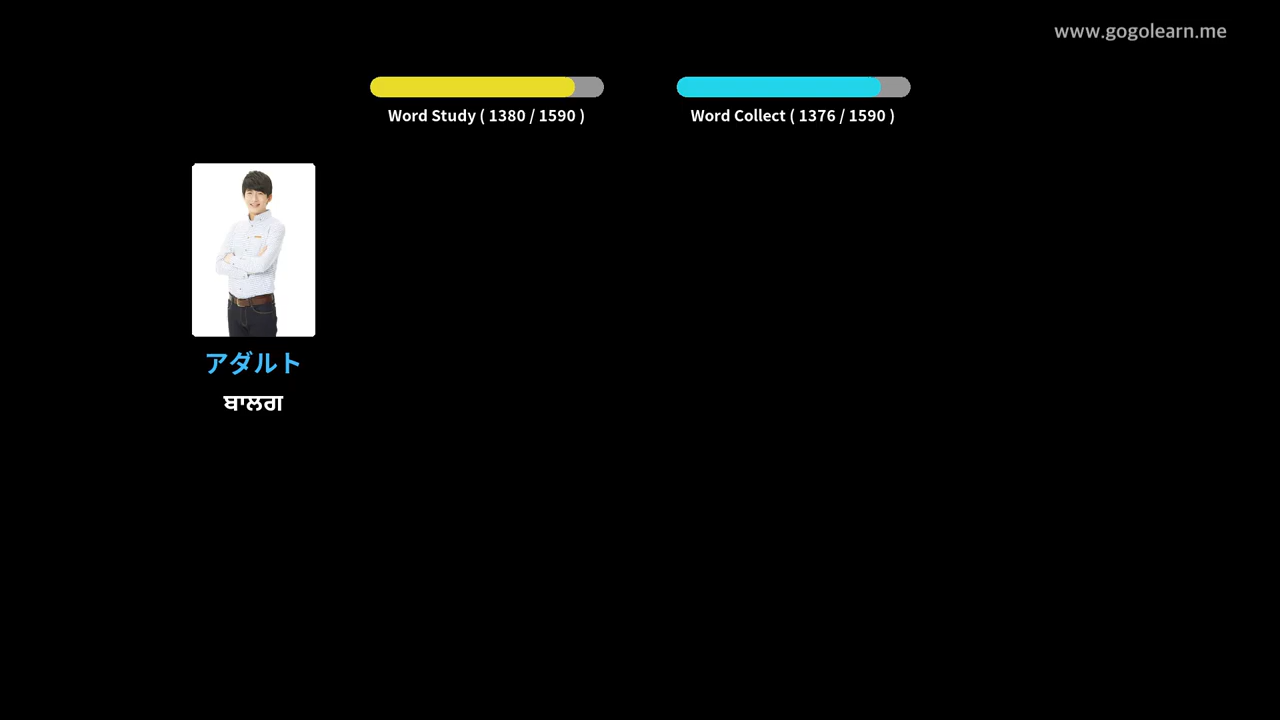 www.gogolearn.me
Word Study ( 1380 / 1590 )
Word Collect ( 1376 / 1590 )
アダルト
ਬਾਲਗ